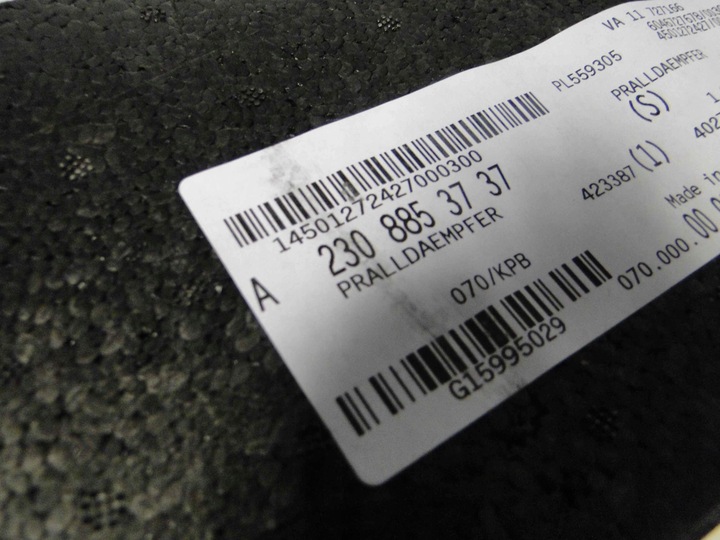 14501272427000300
A 230 885 37 37
PRALLDAEMPFER
070/KPB
G15995029
VA 11 727166
PL559305
PRALLDAEMPFER
(S)
423387 (1)
Made in
070.000.00